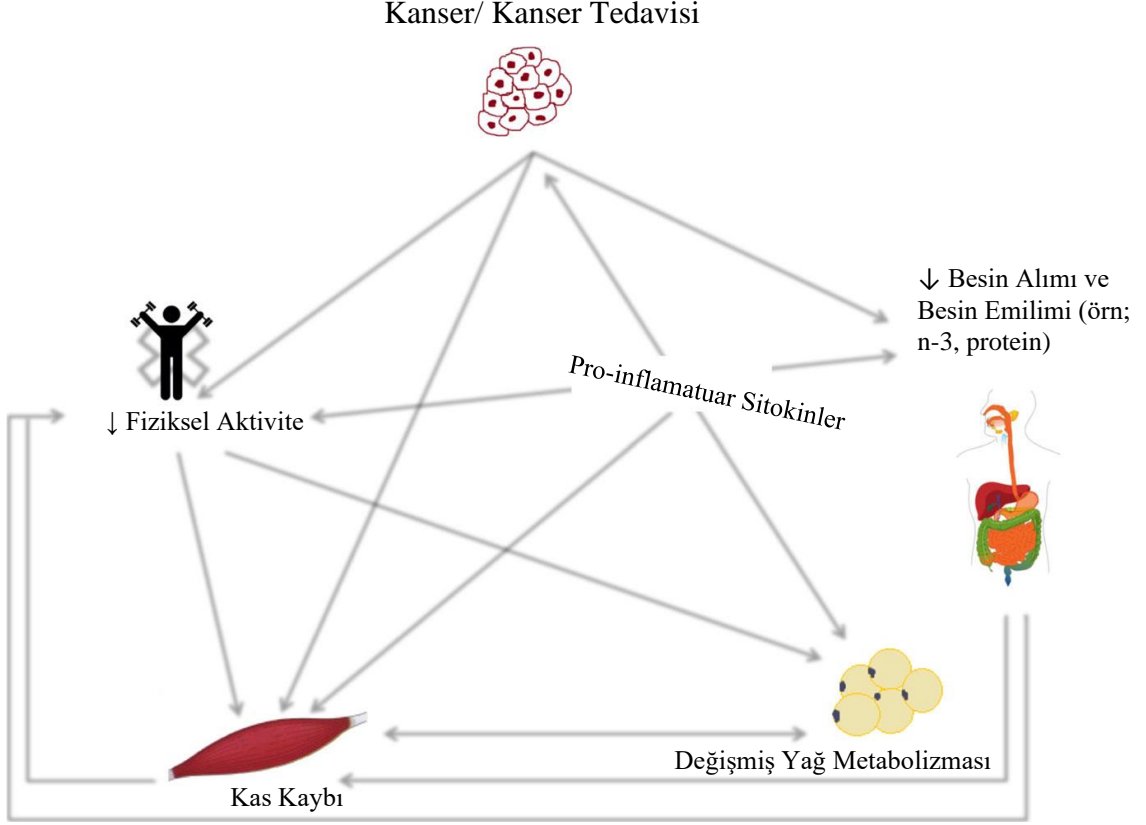 Kanser/ Kanser Tedavisi
↓ Besin Alımı ve
Besin Emilimi (örn;
n-3, protein)
Pro-inflamatuar Sitokinler
↓ Fiziksel Aktivite
Değişmiş Yağ Metabolizması
Kas Kaybı